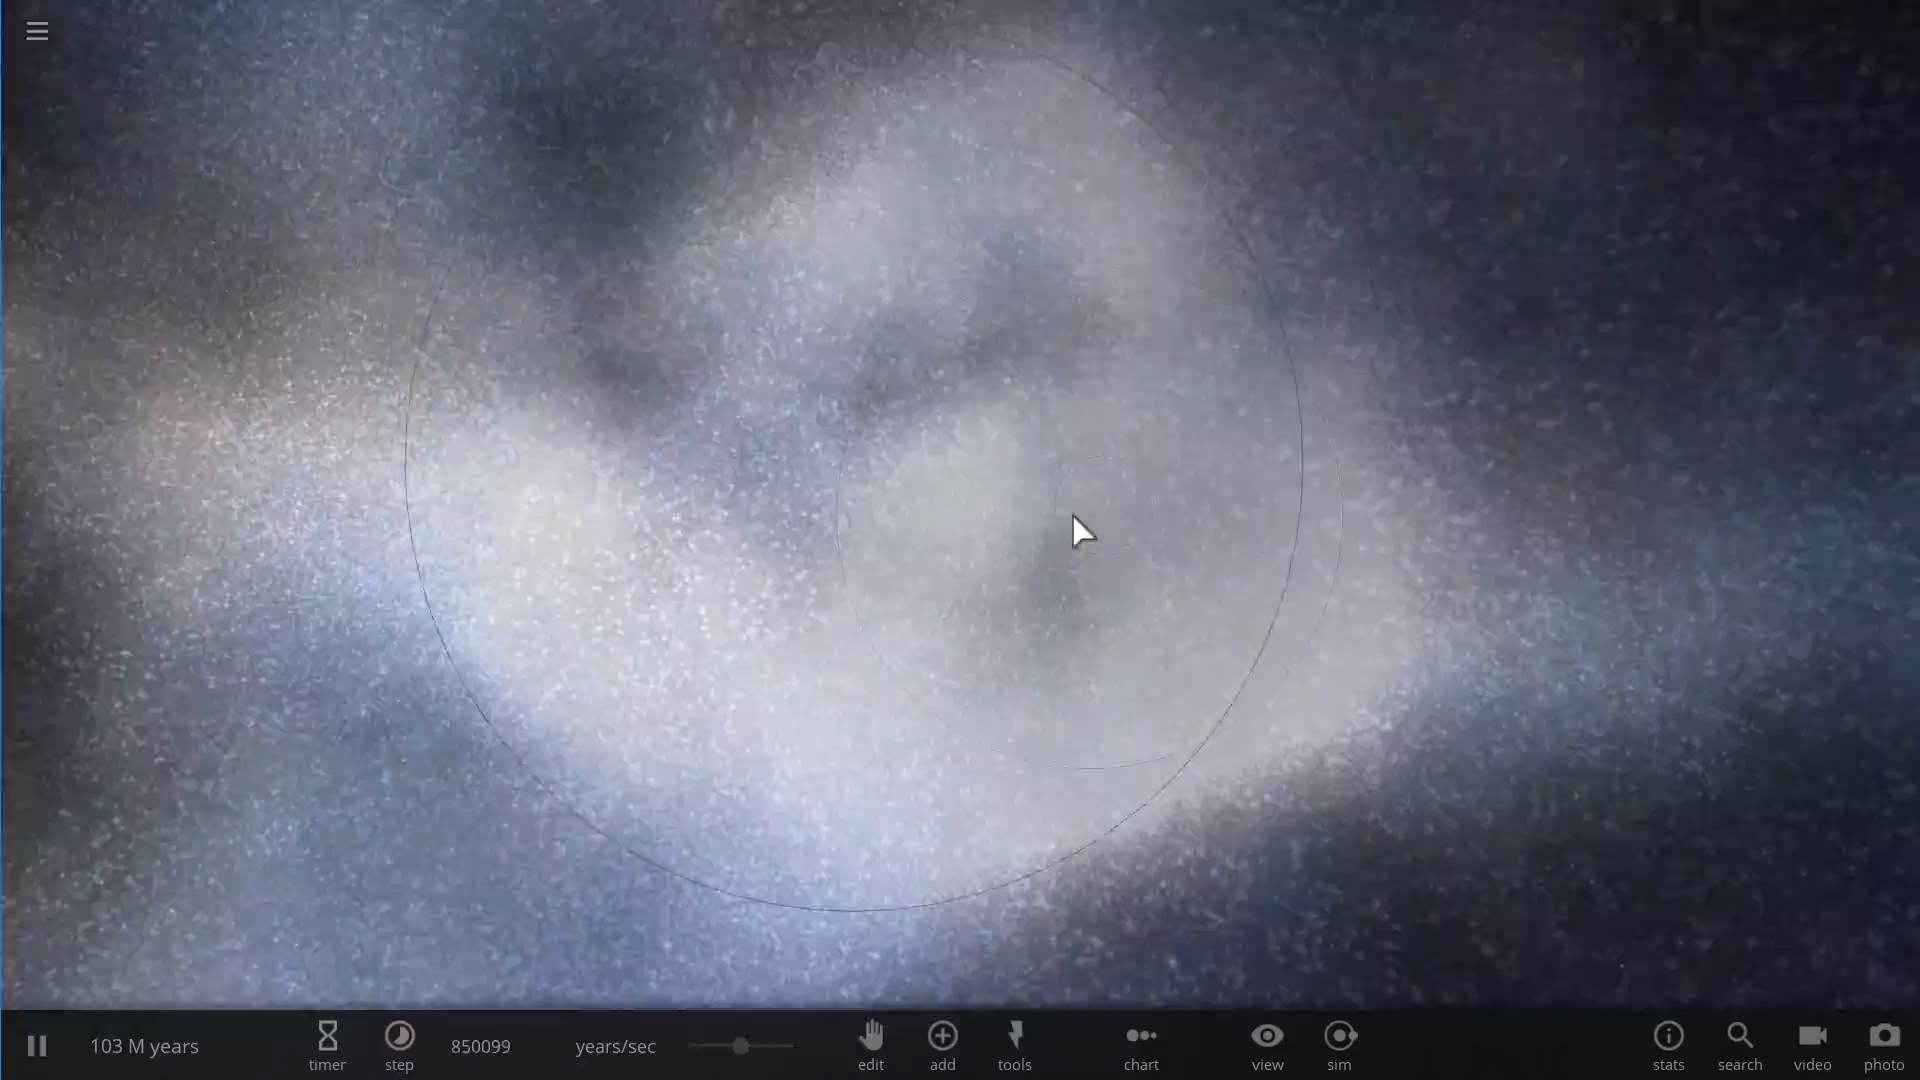 103 M years
timer
step
850099
years/sec
edit
add
tools
chart
view
sim
stats
search
video
photo